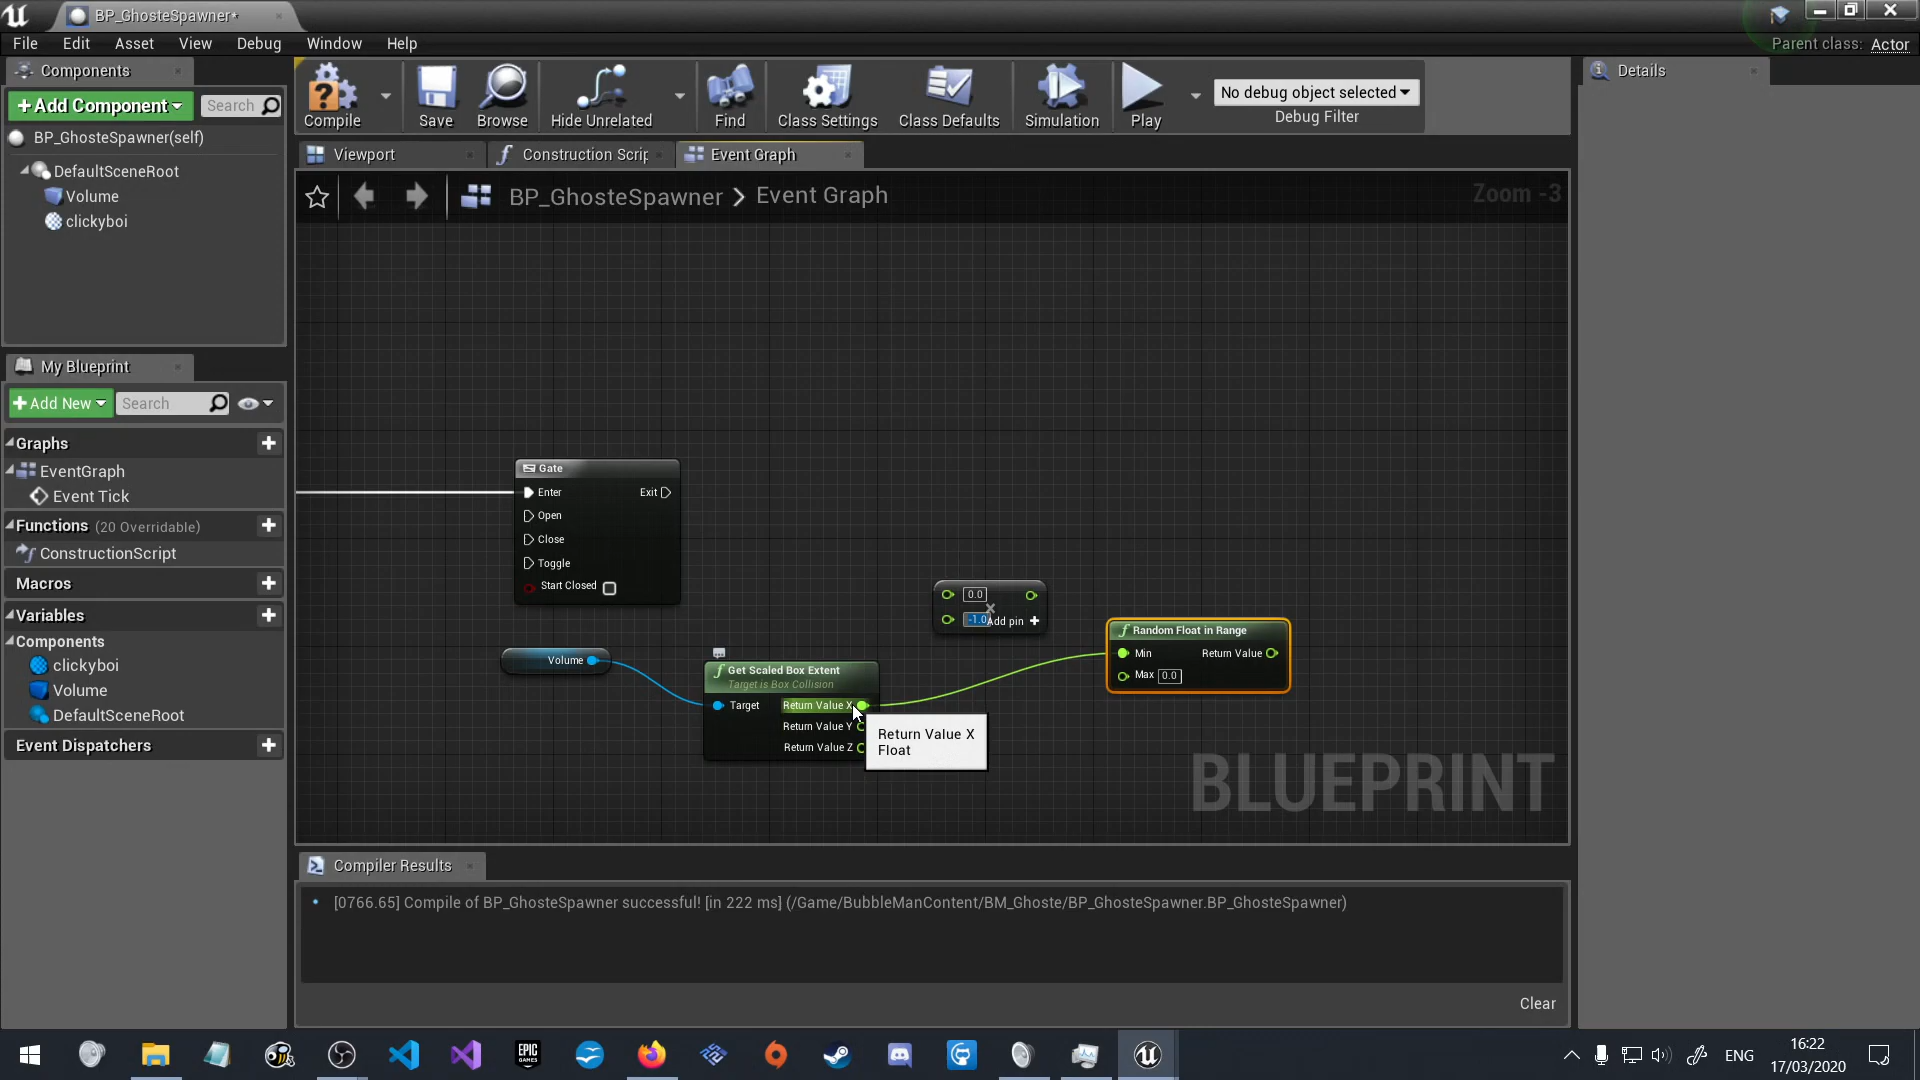 BP_GhosteSpawner*
File Edit Asset View Debug Window Help
Parent class: Actor
Components
+Add Component Search
BP_GhosteSpawner(self)
DefaultSceneRoot
Volume
clickyboi
Compile Save Browse Hide Unrelated Find Class Settings Class Defaults Simulation Play
No debug object selected
Debug Filter
Details
Viewport Construction Scrip Event Graph
BP_GhosteSpawner > Event Graph
Zoom -3
My Blueprint
+Add New Search
Graphs
EventGraph
Event Tick
Functions (20 Overridable)
ConstructionScript
Macros
Variables
Components
clickyboi
Volume
DefaultSceneRoot
Event Dispatchers
Gate
Enter Exit
Open
Close
Toggle
Start Closed
Volume
Get Scaled Box Extent
Target is Box Collision
Target Return Value X
Return Value Y
Return Value Z
Return Value X
Float
0.0
-1.0 Add pin +
Random Float in Range
Min Return Value
Max 0.0
BLUEPRINT
Compiler Results
[0766.65] Compile of BP_GhosteSpawner successful! [in 222 ms] (/Game/BubbleManContent/BM_Ghoste/BP_GhosteSpawner.BP_GhosteSpawner)
Clear
EPIC
GAMES
ENG
16:22
17/03/2020